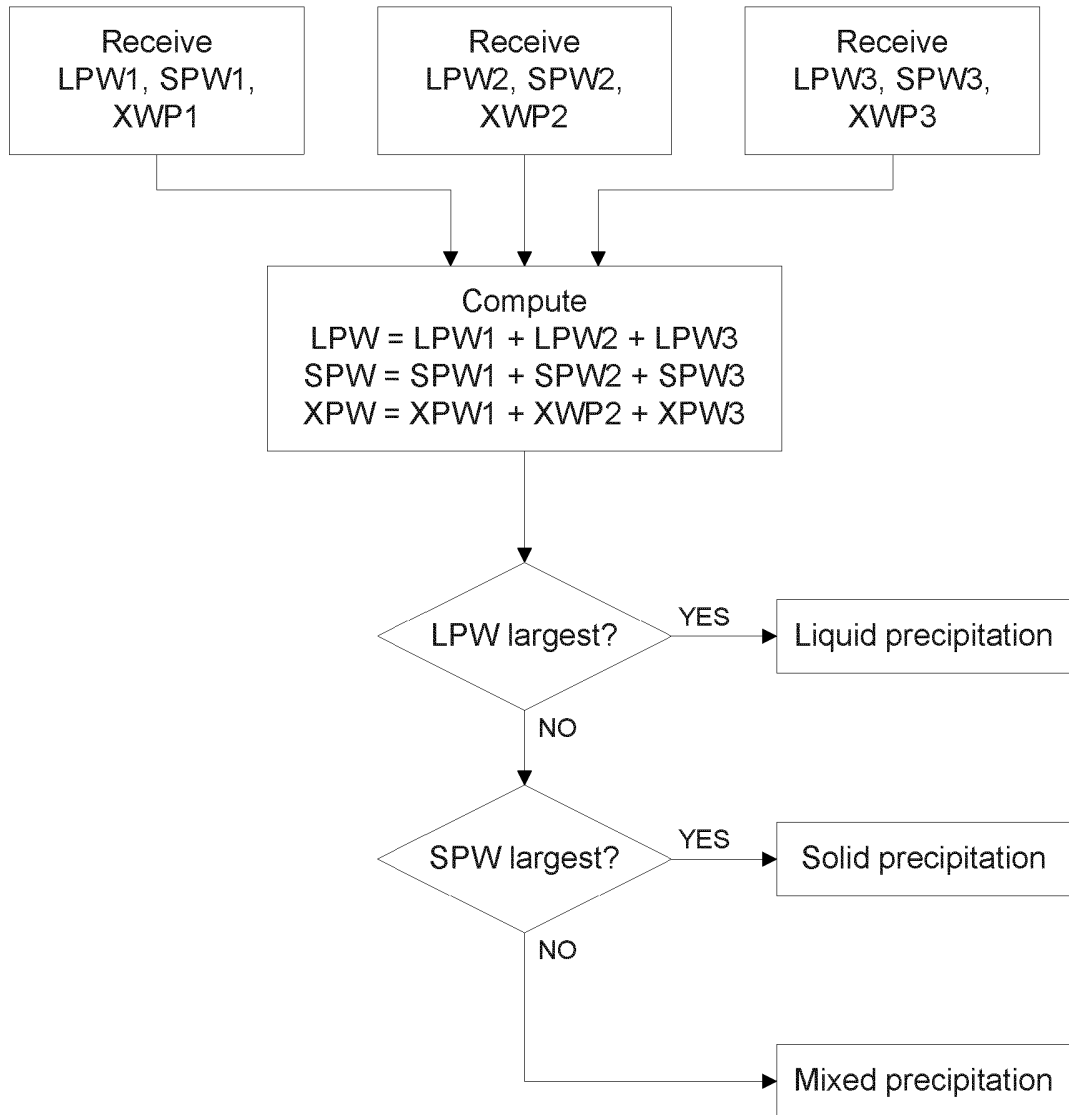 Receive
LPW1, SPW1,
XWP1
Receive
LPW2, SPW2,
XWP2
Receive
LPW3, SPW3,
XWP3
Compute
LPW = LPW1 + LPW2 + LPW3
SPW = SPW1 + SPW2 + SPW3
XPW = XPW1 + XWP2 + XPW3
LPW largest?
YES
Liquid precipitation
NO
SPW largest?
YES
Solid precipitation
NO
Mixed precipitation